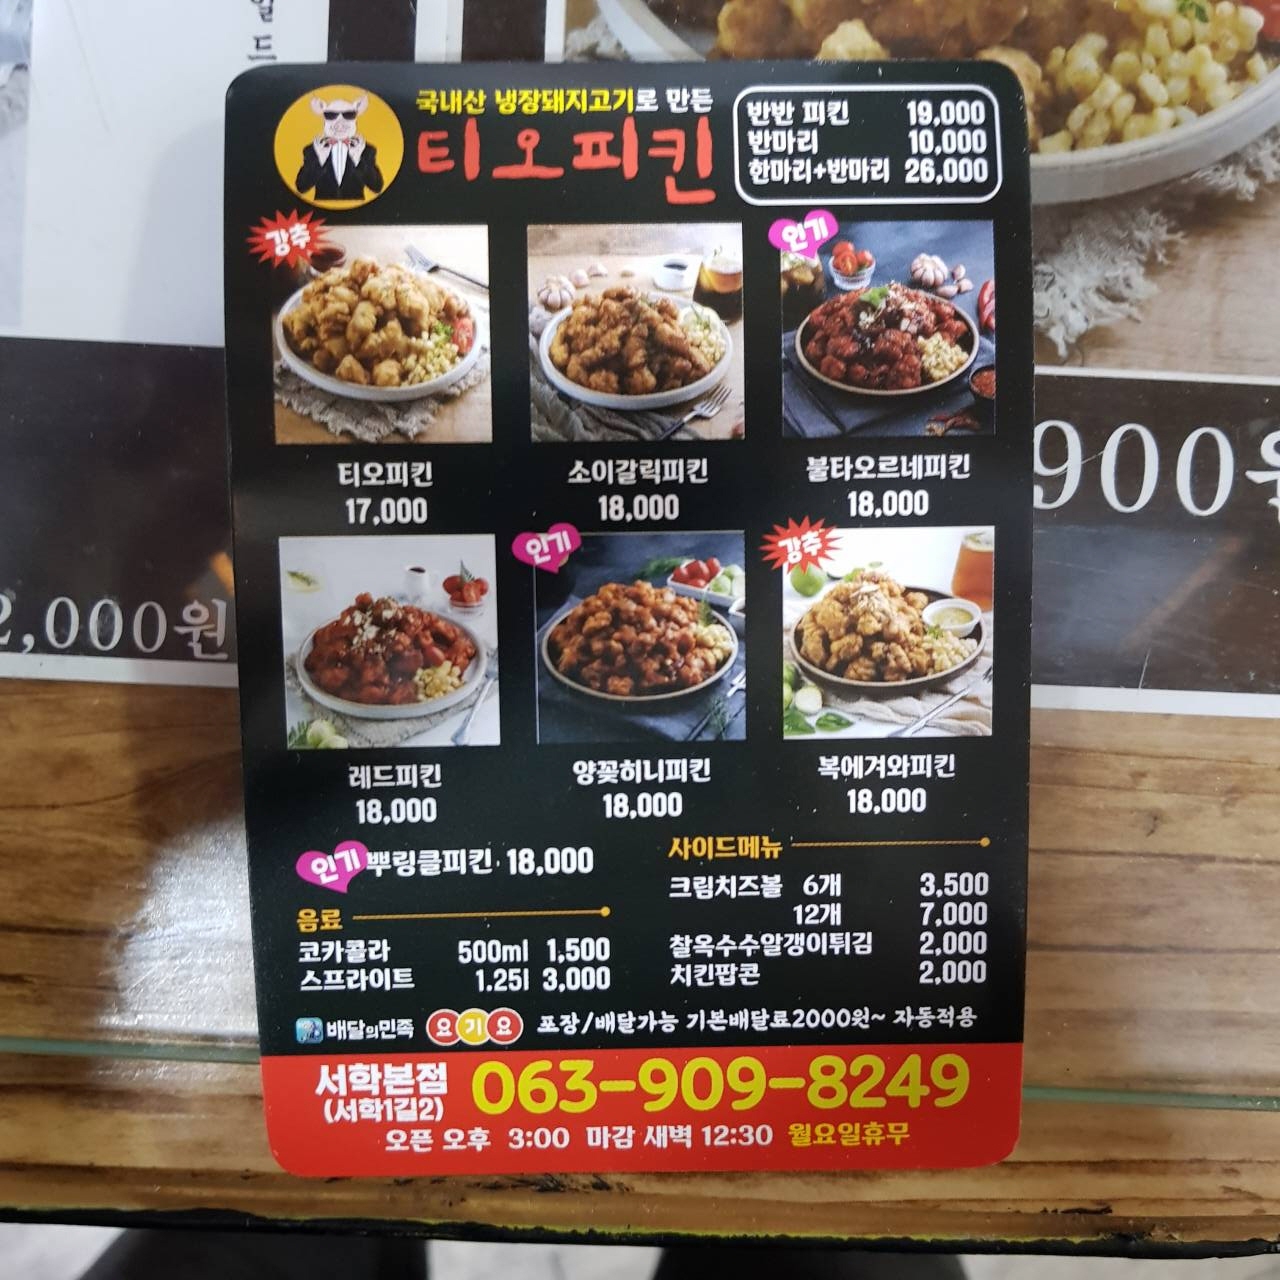 국내산 냉장돼지고기로 만든
티오피킨
반반 피킨 19,000
반마리 10,000
한마리+반마리 26,000
강추
인기
티오피킨
17,000
소이갈릭피킨
18,000
불타오르네피킨
18,000
인기
강추
레드피킨
18,000
양꽃히니피킨
18,000
복에겨와피킨
18,000
인기 뿌링클피킨 18,000
음료
코카콜라 500ml 1,500
스프라이트 1.25l 3,000
사이드메뉴
크림치즈볼 6개 3,500
12개 7,000
찰옥수수알갱이튀김 2,000
치킨팝콘 2,000
배달의민족 요기요 포장/배달가능 기본배달료2000원~ 자동적용
서학본점
(서학1길2)
063-909-8249
오픈 오후 3:00 마감 새벽 12:30 월요일휴무
2,000원
900원